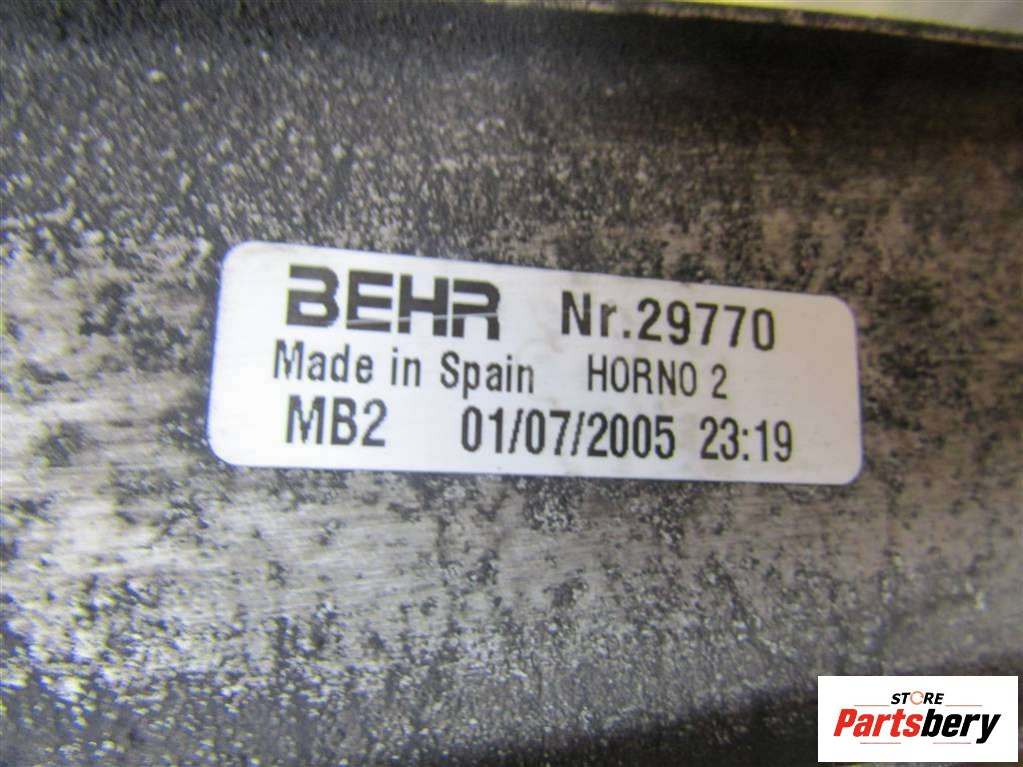 BEHR Nr.29770
Made in Spain HORNO 2
MB2 01/07/2005 23:19
STORE
Partsbery